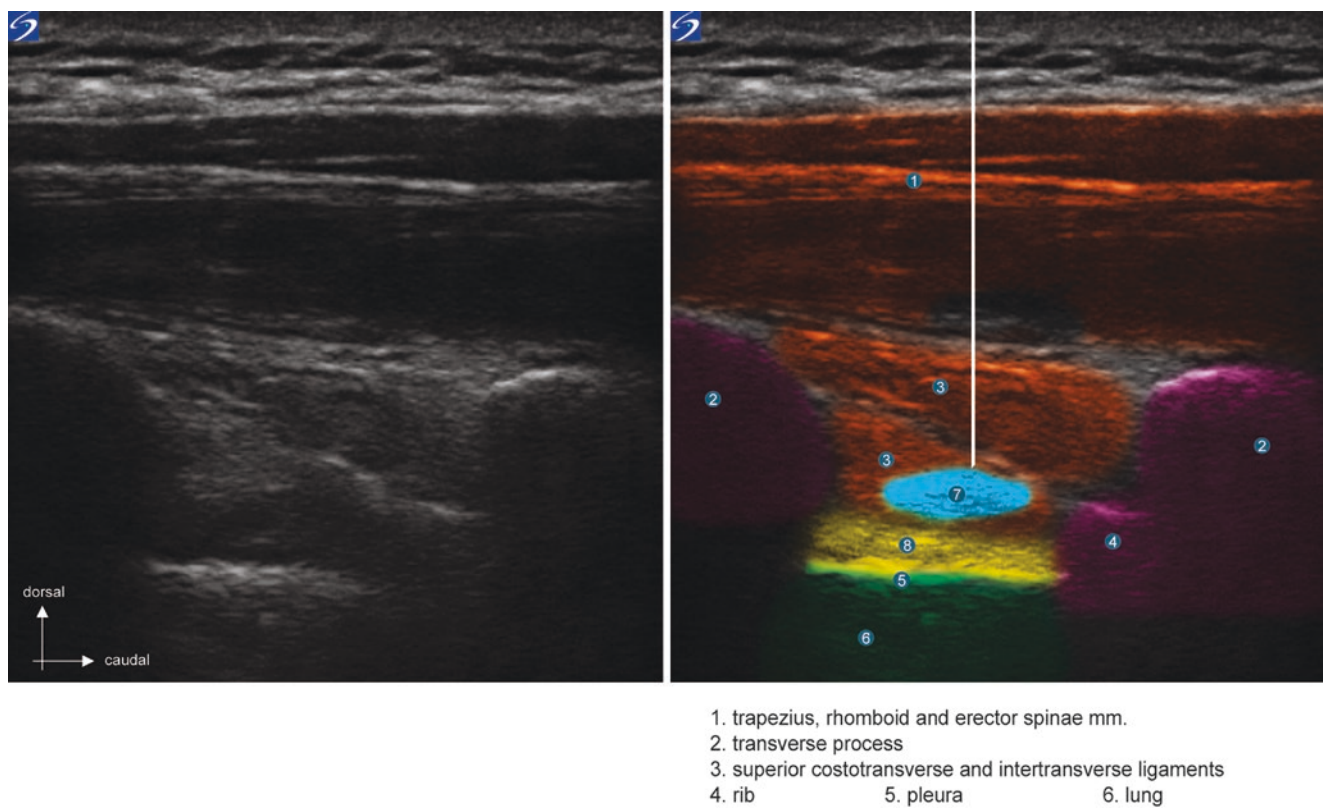 1
2
3
2
3
7
4
8
5
6
dorsal
caudal
1. trapezius, rhomboid and erector spinae mm.
2. transverse process
3. superior costotransverse and intertransverse ligaments
4. rib 5. pleura 6. lung